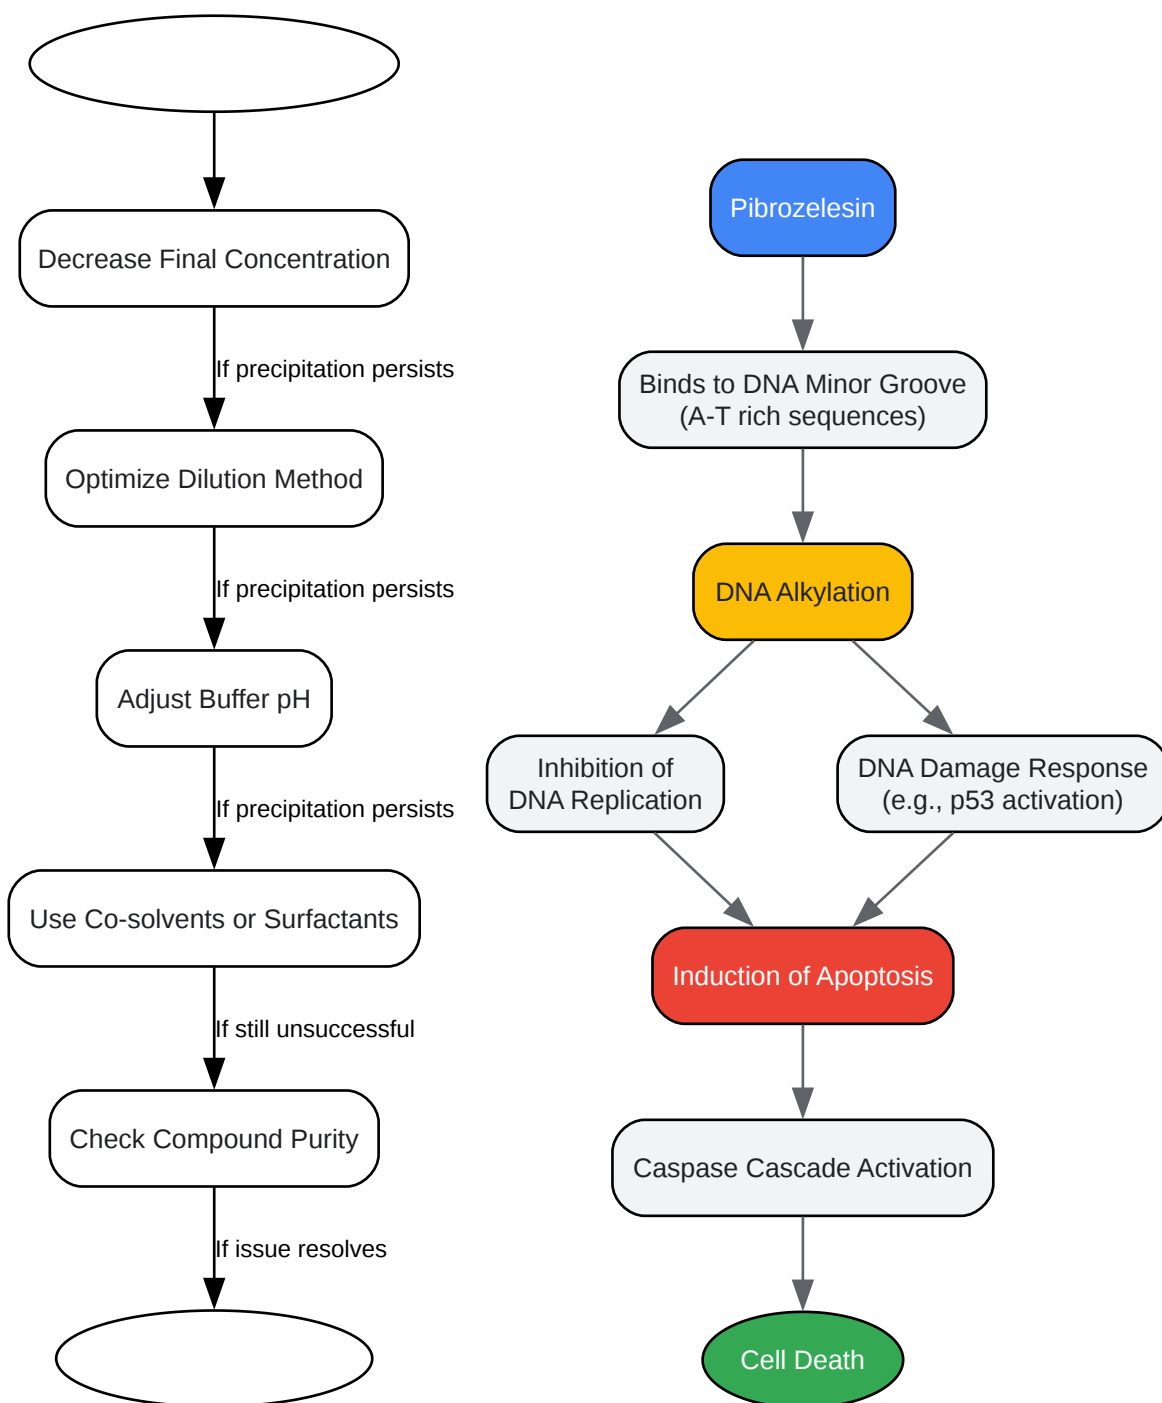 Decrease Final Concentration
If precipitation persists
Optimize Dilution Method
If precipitation persists
Adjust Buffer pH
If precipitation persists
Use Co-solvents or Surfactants
If still unsuccessful
Check Compound Purity
If issue resolves
Pibrozelesin
Binds to DNA Minor Groove
(A-T rich sequences)
DNA Alkylation
Inhibition of
DNA Replication
DNA Damage Response
(e.g., p53 activation)
Induction of Apoptosis
Caspase Cascade Activation
Cell Death